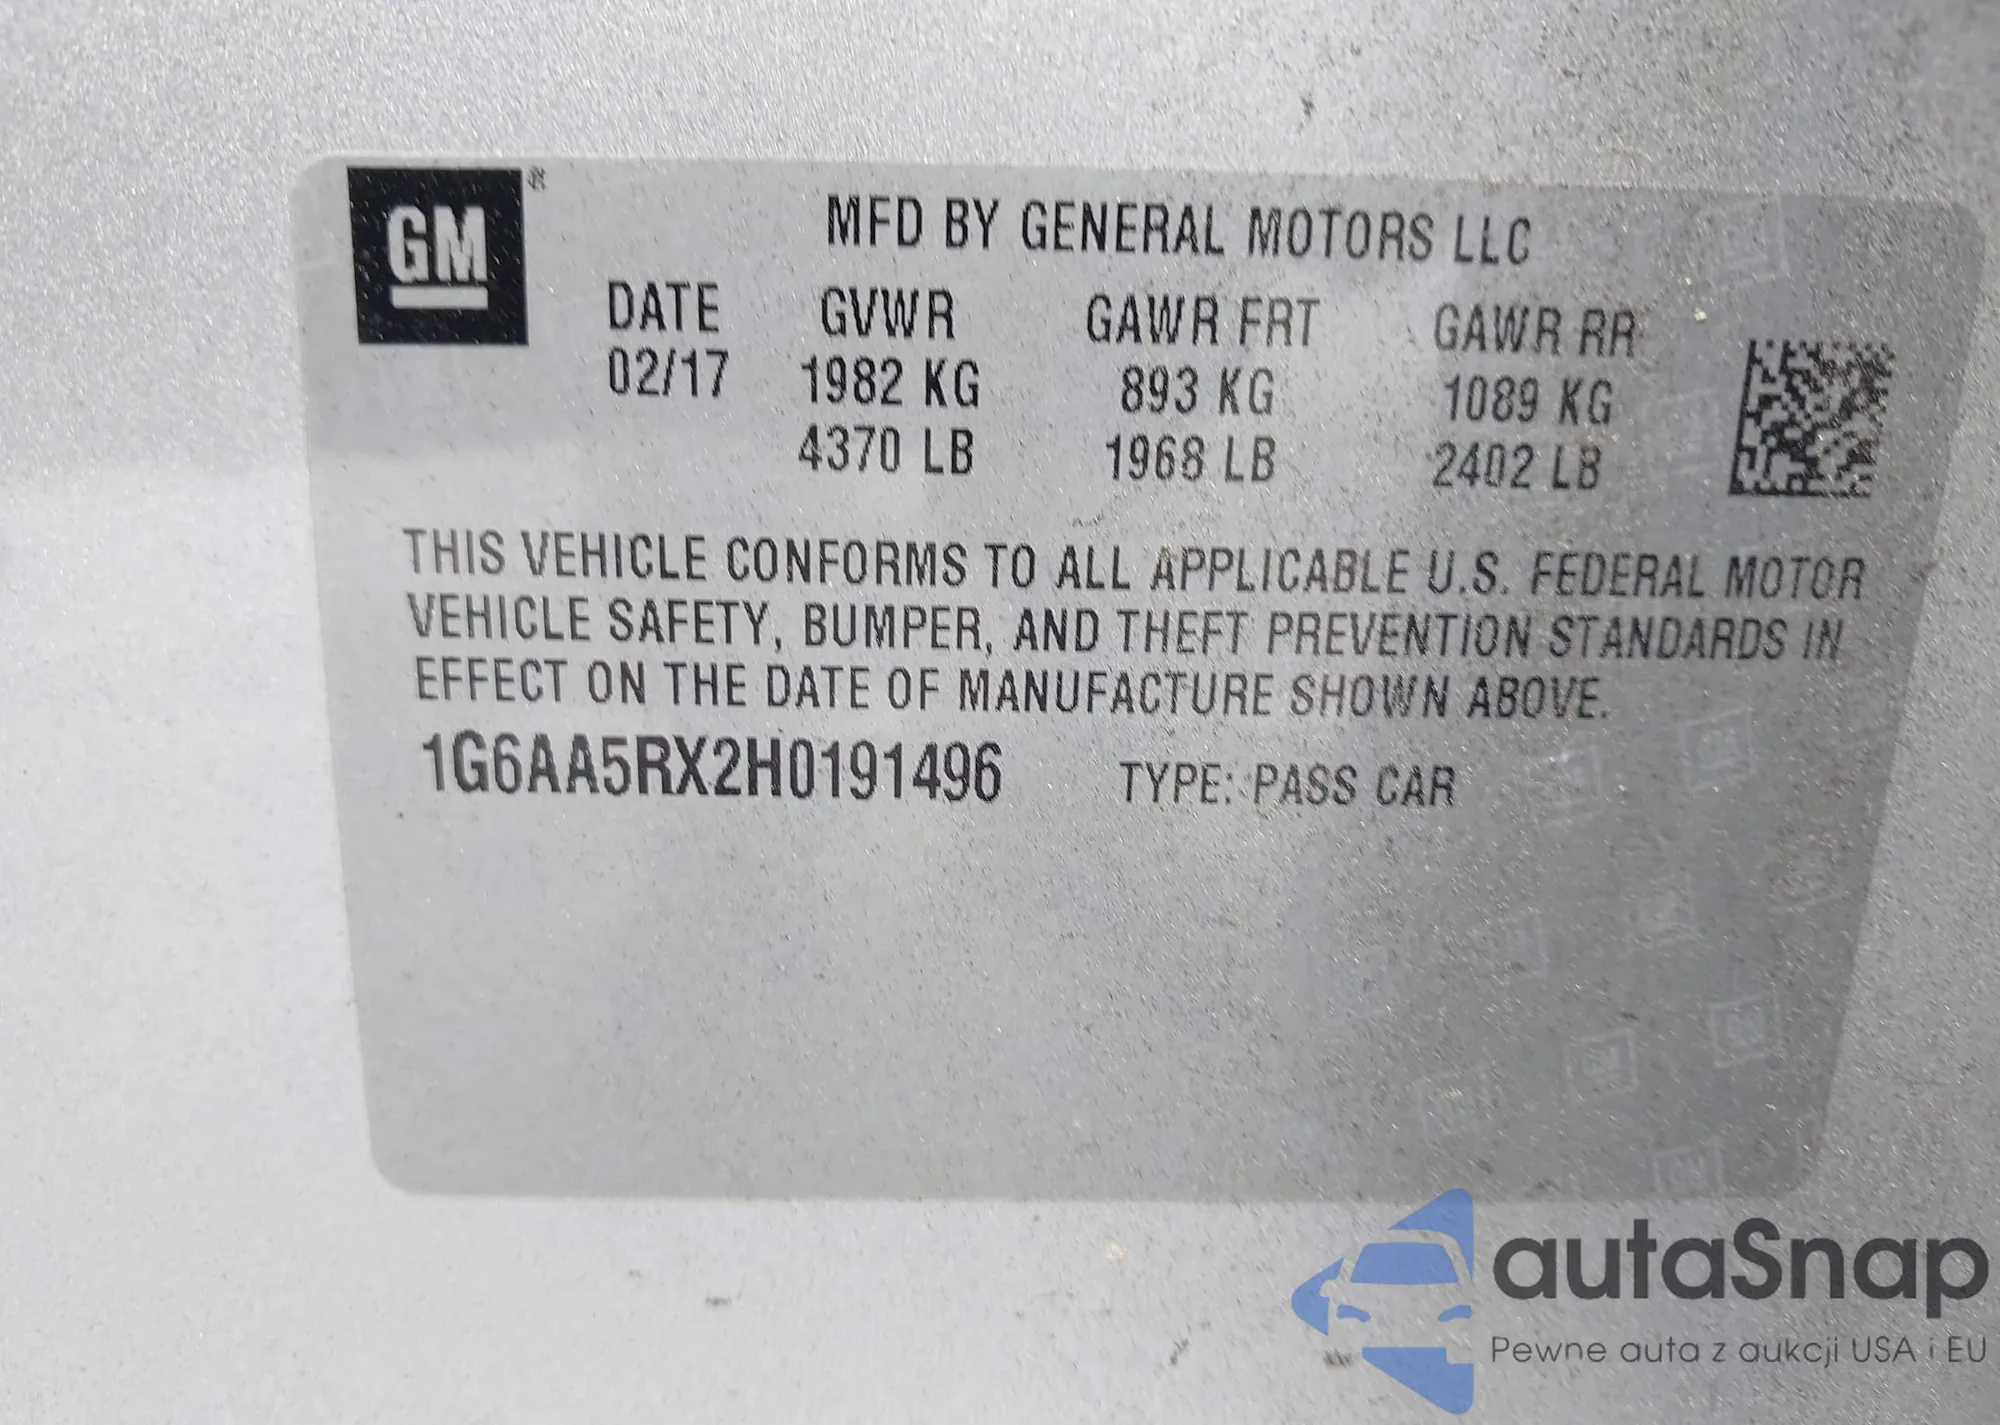 GM
MFD BY GENERAL MOTORS LLC
DATE GVWR GAWR FRT GAWR RR
02/17 1982 KG 893 KG 1089 KG
4370 LB 1968 LB 2402 LB
THIS VEHICLE CONFORMS TO ALL APPLICABLE U.S. FEDERAL MOTOR
VEHICLE SAFETY, BUMPER, AND THEFT PREVENTION STANDARDS IN
EFFECT ON THE DATE OF MANUFACTURE SHOWN ABOVE.
1G6AA5RX2H0191496 TYPE: PASS CAR
autaSnap
Pewne auta z aukcji USA i EU